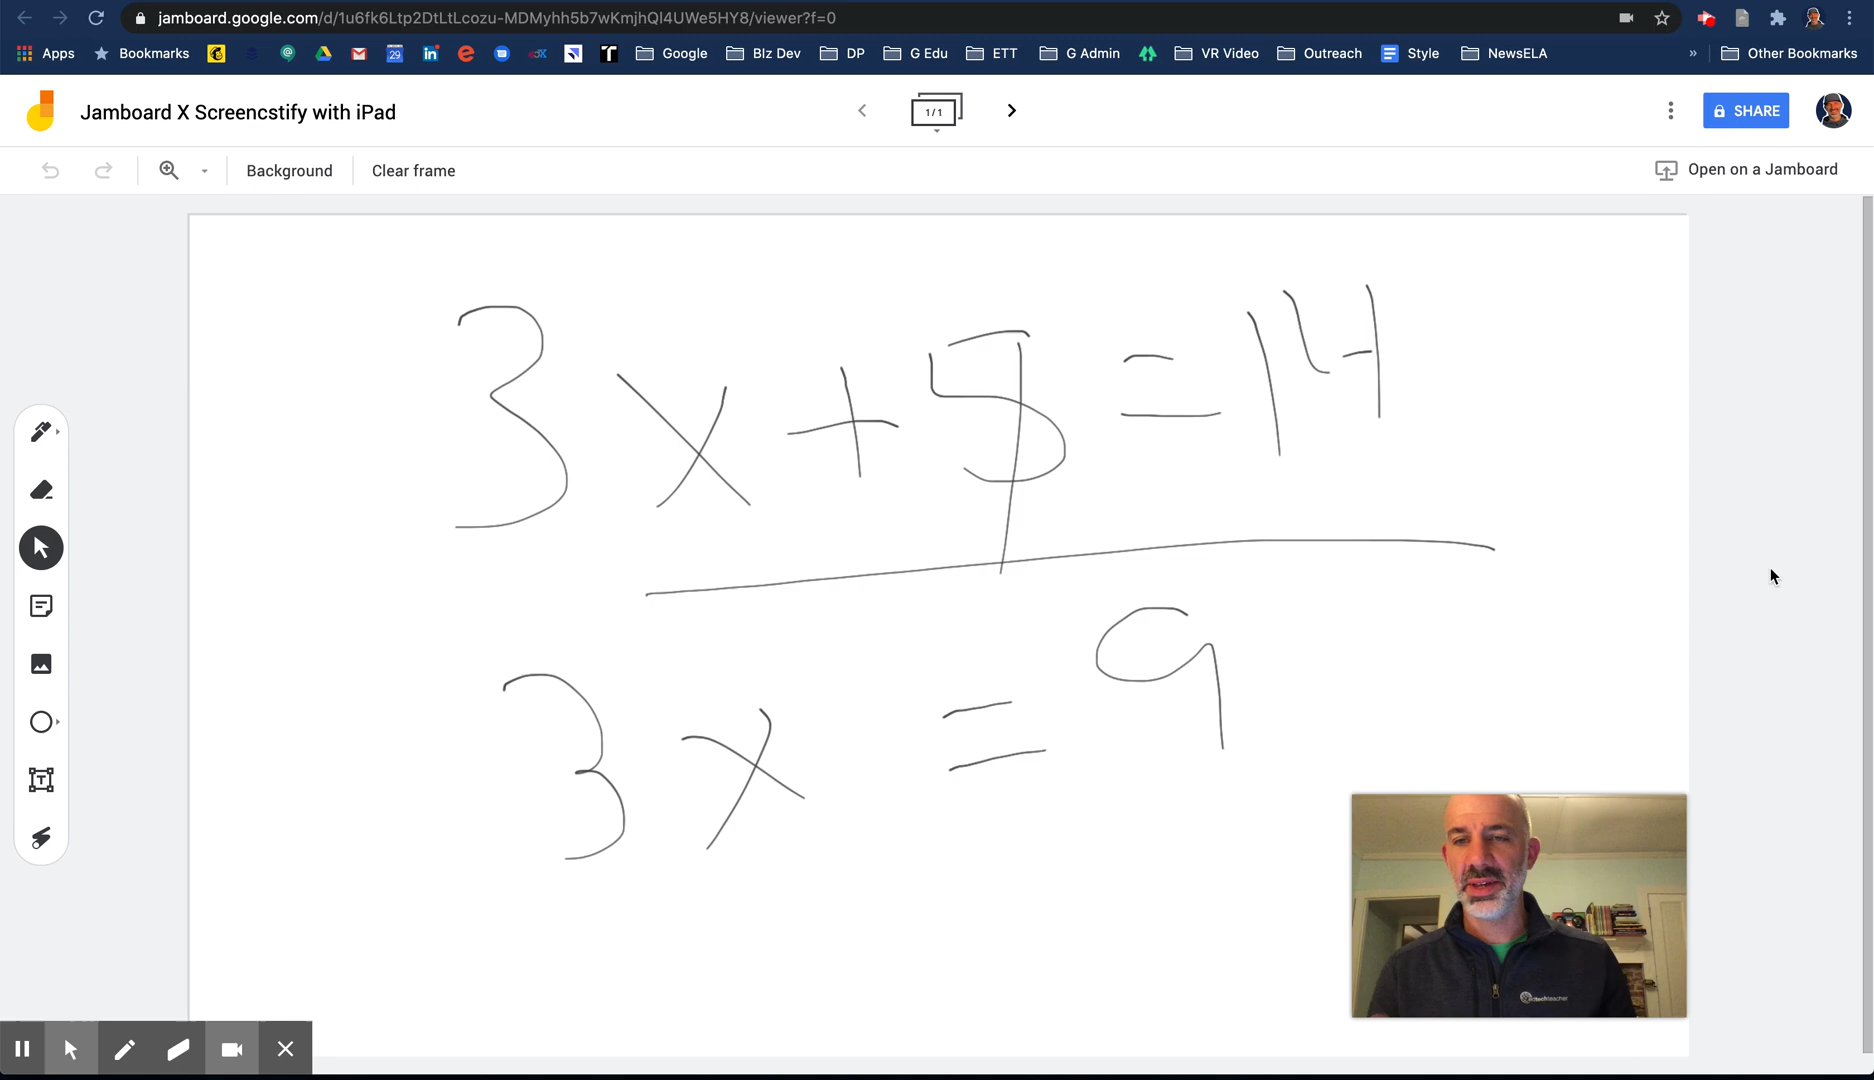 jamboard.google.com/d/1u6fk6Ltp2DtLtLcozu-MDMyhh5b7wKmjhQl4UWe5HY8/viewer?f=0
Apps Bookmarks 29 Google BIz Dev DP G Edu ETT G Admin VR Video Outreach Style NewsELA » Other Bookmarks
Jamboard X Screencstify with iPad 1/1 SHARE
Background Clear frame Open on a Jamboard
3x+5=14
3x=9